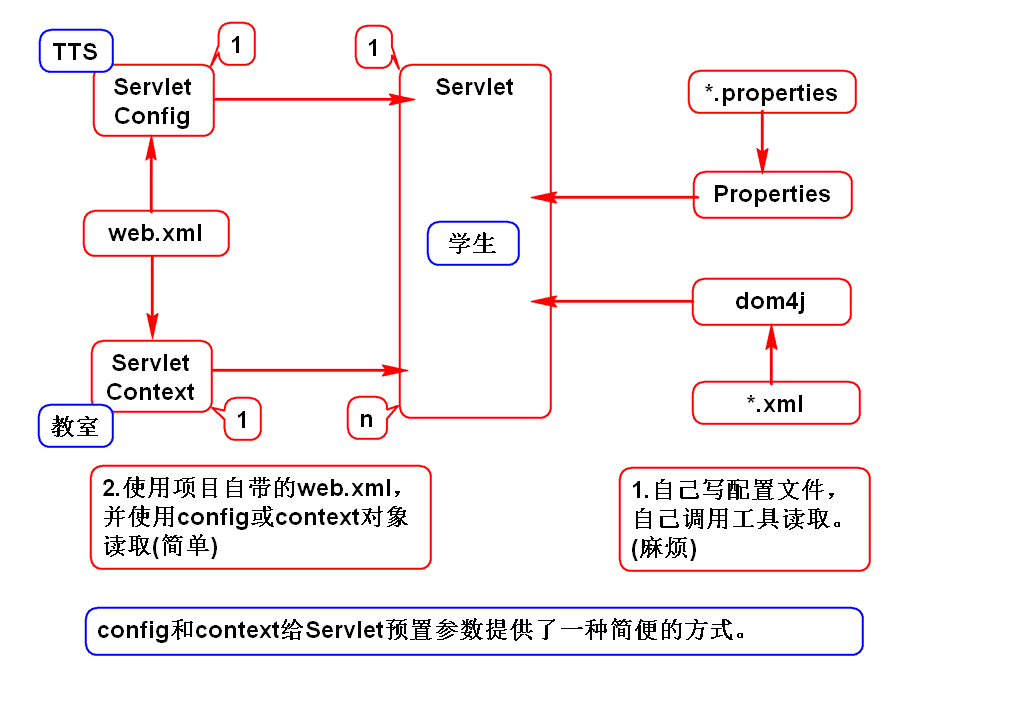 TTS
1
1
Servlet
Config
Servlet
*.properties
Properties
web.xml
学生
dom4j
Servlet
Context
教室
1
n
*.xml
2.使用项目自带的web.xml，
并使用config或context对象
读取(简单)
1.自己写配置文件，
自己调用工具读取。
(麻烦)
config和context给Servlet预置参数提供了一种简便的方式。